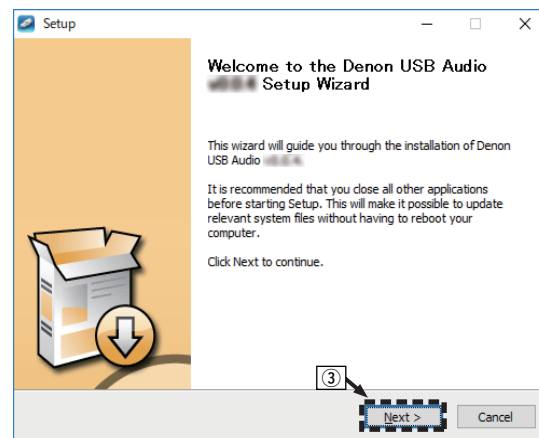 Setup
Welcome to the Denon USB Audio
Setup Wizard
This wizard will guide you through the installation of Denon
USB Audio
It is recommended that you close all other applications
before starting Setup. This will make it possible to update
relevant system files without having to reboot your
computer.
Click Next to continue.
③
Next >
Cancel